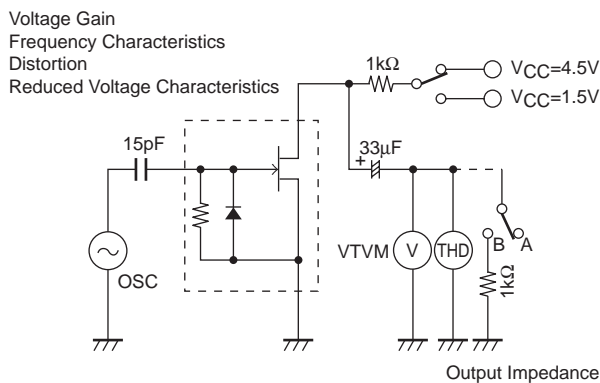 Voltage Gain
Frequency Characteristics
Distortion
Reduced Voltage Characteristics
1kΩ
VCC=4.5V
VCC=1.5V
15pF
33μF
+
OSC
VTVM
V
THD
B
A
1kΩ
Output Impedance